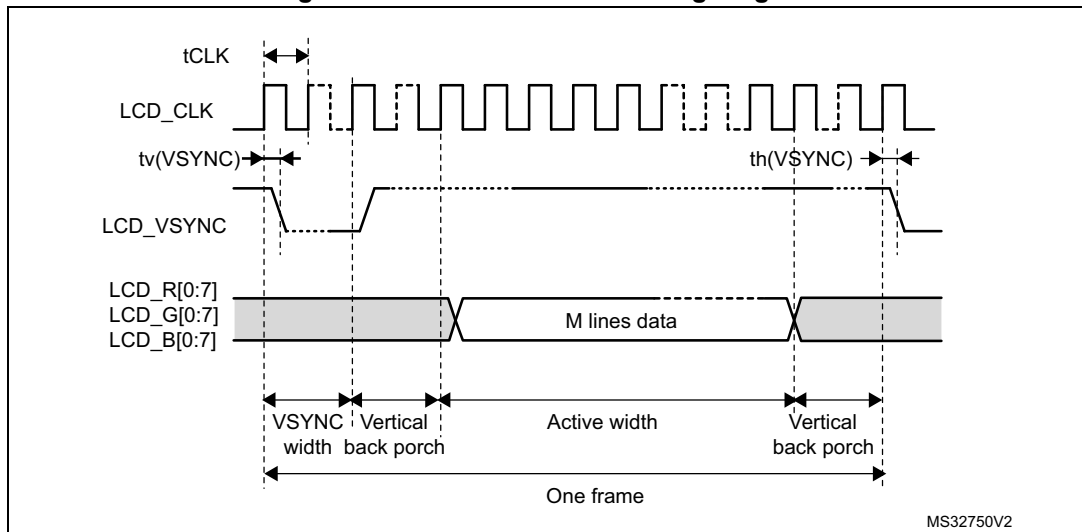 tCLK
LCD_CLK
tv(VSYNC)
th(VSYNC)
LCD_VSYNC
LCD_R[0:7]
LCD_G[0:7]
LCD_B[0:7]
M lines data
VSYNC width
Vertical back porch
Active width
Vertical back porch
One frame
MS32750V2